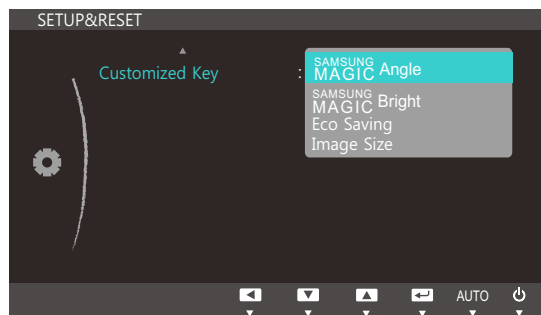 SETUP&RESET
Customized Key : SAMSUNG MAGIC Angle
SAMSUNG MAGIC Bright
Eco Saving
Image Size
AUTO